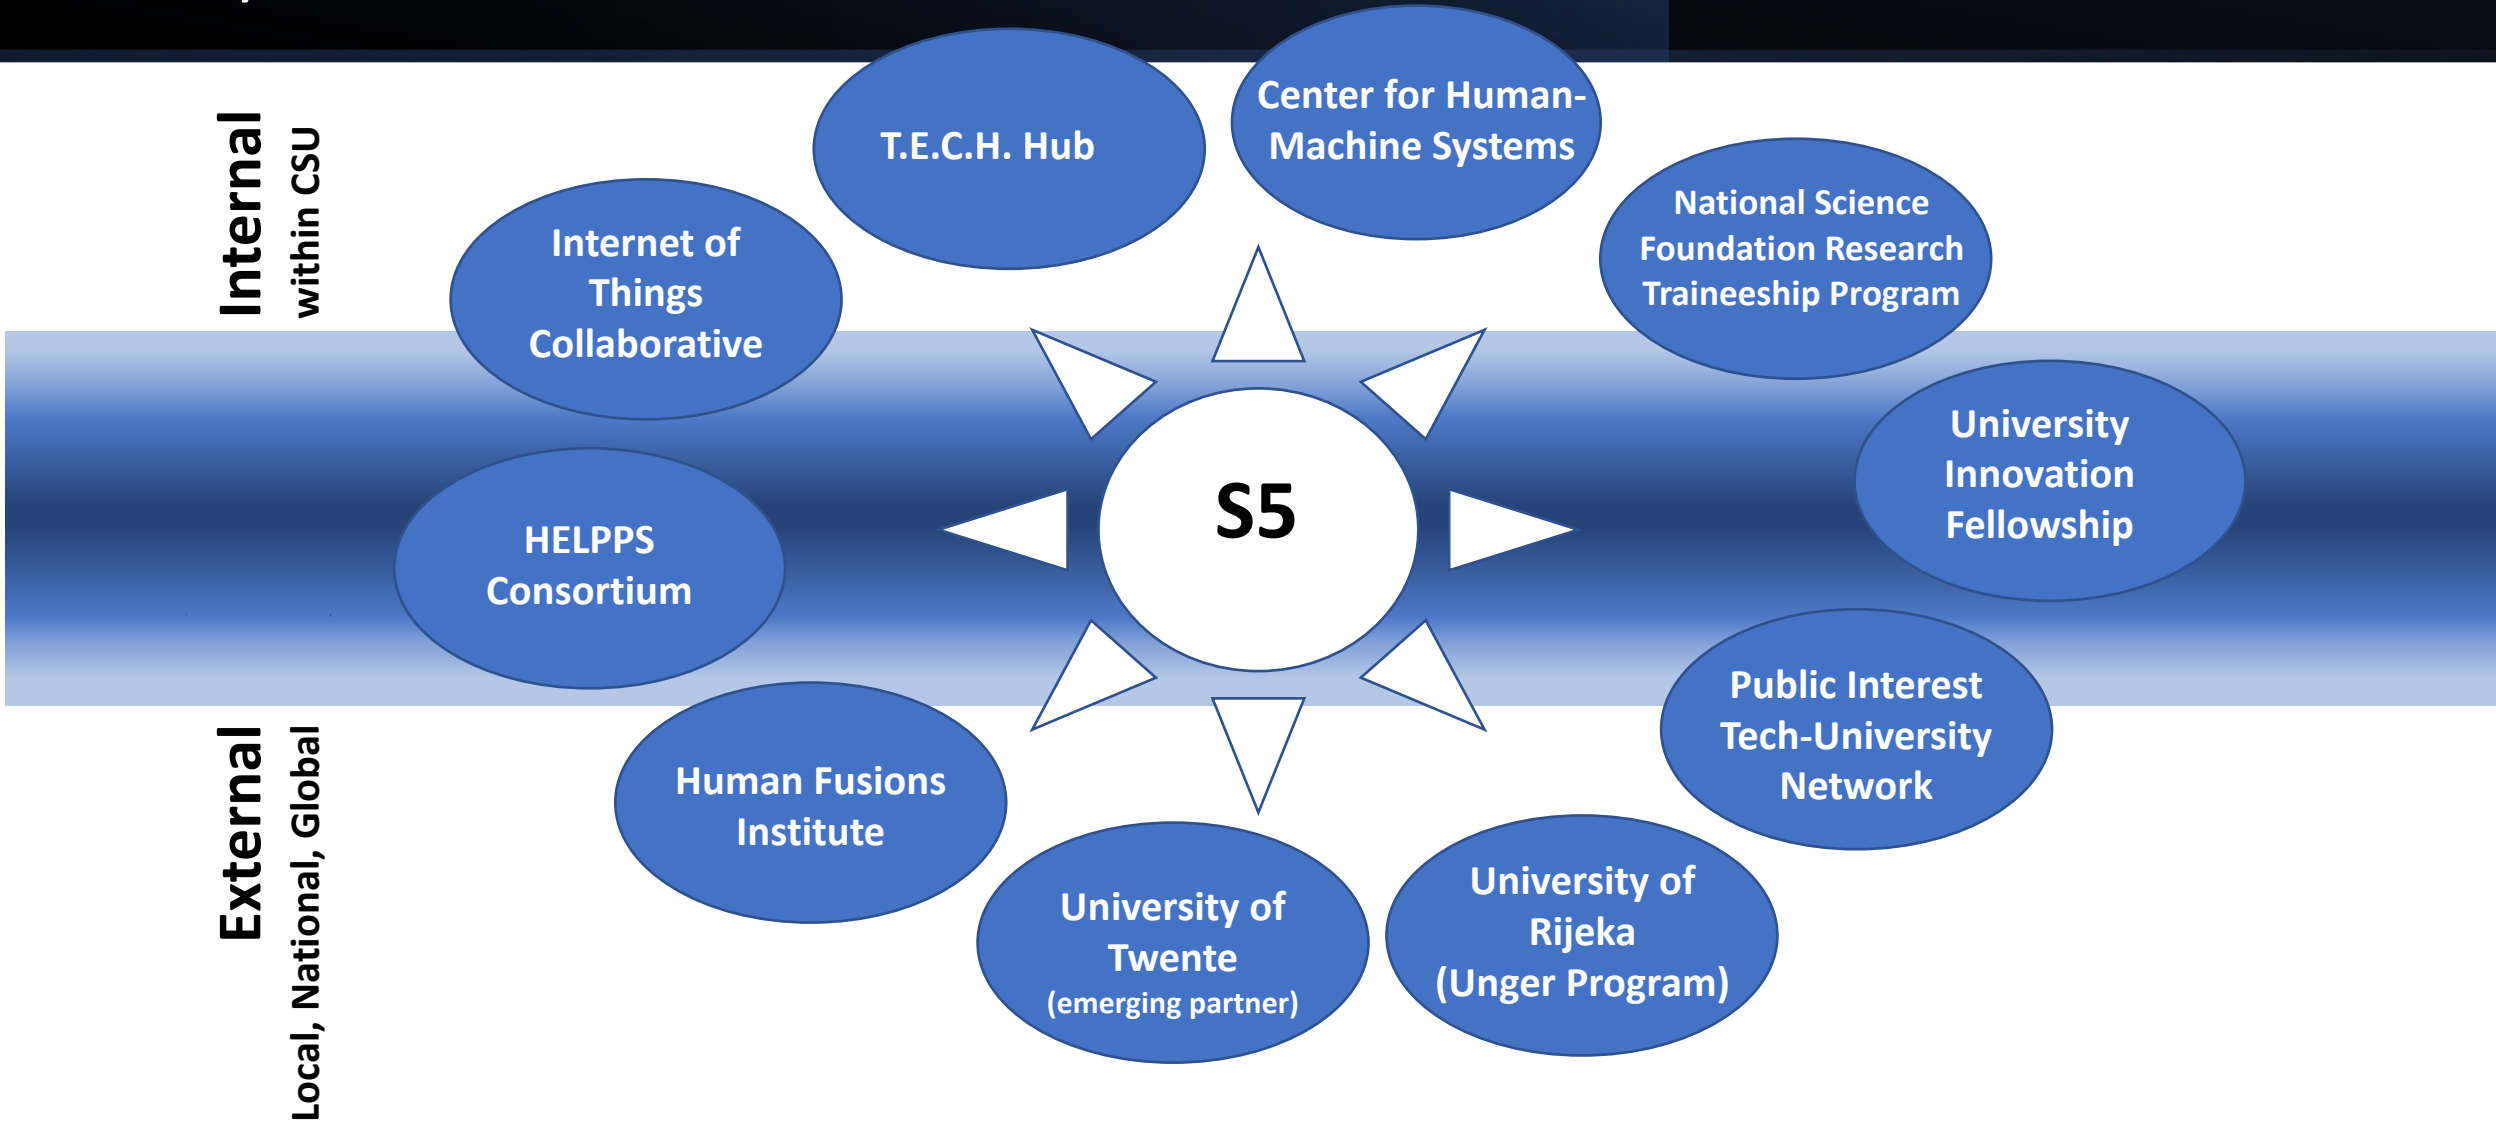 Internal
within CSU
T.E.C.H. Hub
Center for Human-
Machine Systems
National Science
Foundation Research
Traineeship Program
Internet of
Things
Collaborative
University
Innovation
Fellowship
S5
HELPPS
Consortium
External
Local, National, Global
Public Interest
Tech-University
Network
Human Fusions
Institute
University of
Twente
(emerging partner)
University of
Rijeka
(Unger Program)